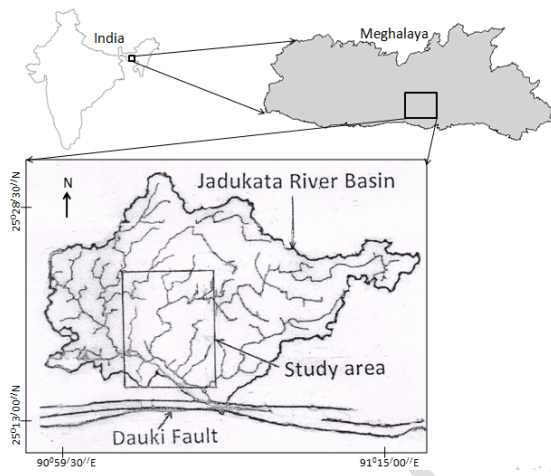 India
Meghalaya
N
Jadukata River Basin
25°28/30//N
Study area
25°13/00//N
Dauki Fault
90°59/30//E
91°15/00//E